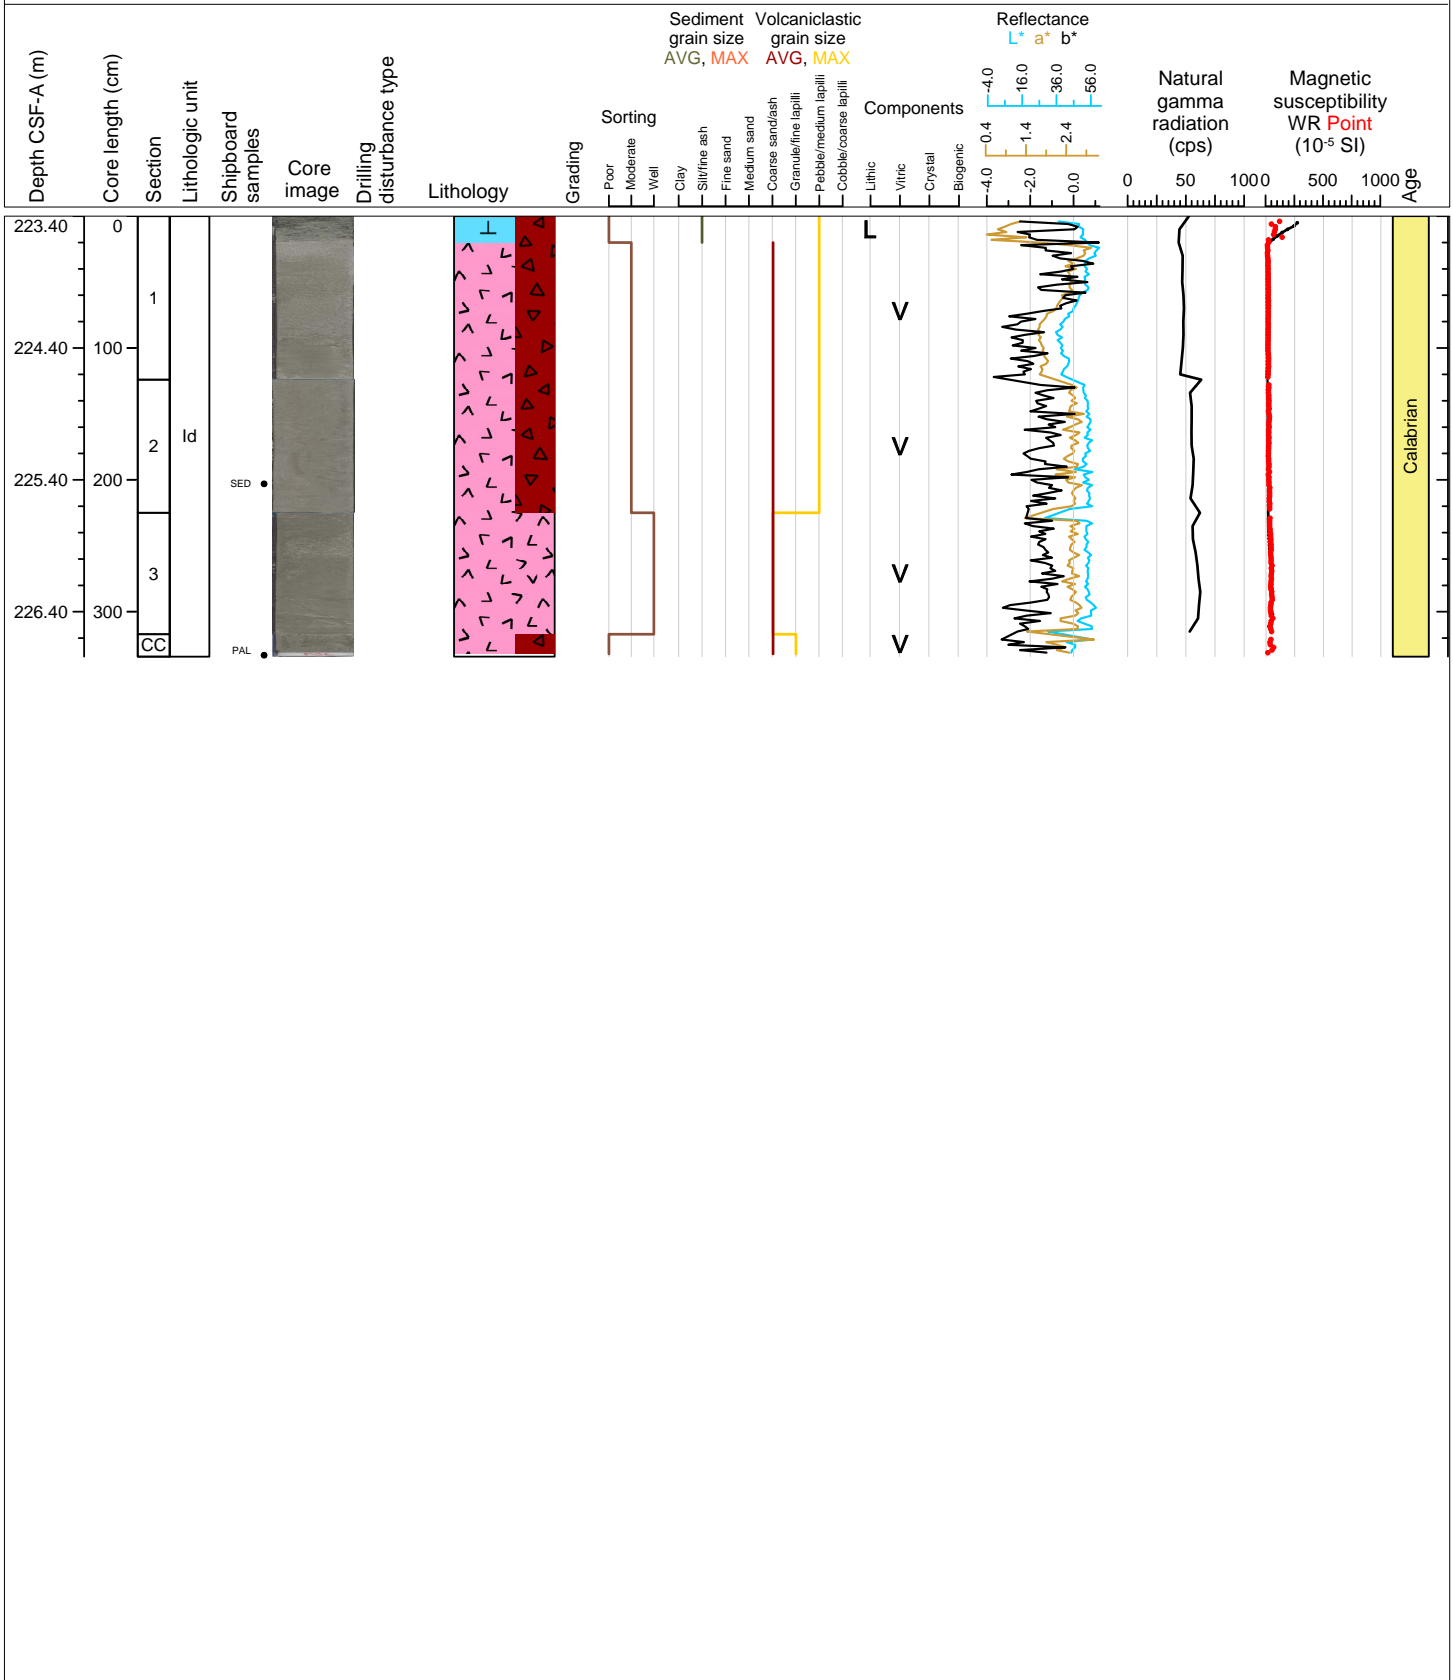 Depth CSF-A (m)
Core length (cm)
Section
Lithologic unit
Shipboard
samples
Core
image
Drilling
disturbance type
Lithology
Grading
Sorting
Poor
Moderate
Well
Sediment
grain size
AVG, MAX
Volcaniclastic
grain size
AVG, MAX
Clay
Silt/fine ash
Fine sand
Medium sand
Coarse sand/ash
Granule/fine lapilli
Pebble/medium lapilli
Cobble/coarse lapilli
Components
Lithic
Vitric
Crystal
Biogenic
Reflectance
L* a* b*
-4.0 16.0 36.0 56.0
0.4 1.4 2.4
-4.0 -2.0 0.0
Natural
gamma
radiation
(cps)
0 50 100
Magnetic
susceptibility
WR Point
(10-5 SI)
0 500 1000
Age
223.40
224.40
225.40
226.40
0
100
200
300
1
2
3
CC
Id
SED
PAL
L
V
V
V
V
Calabrian